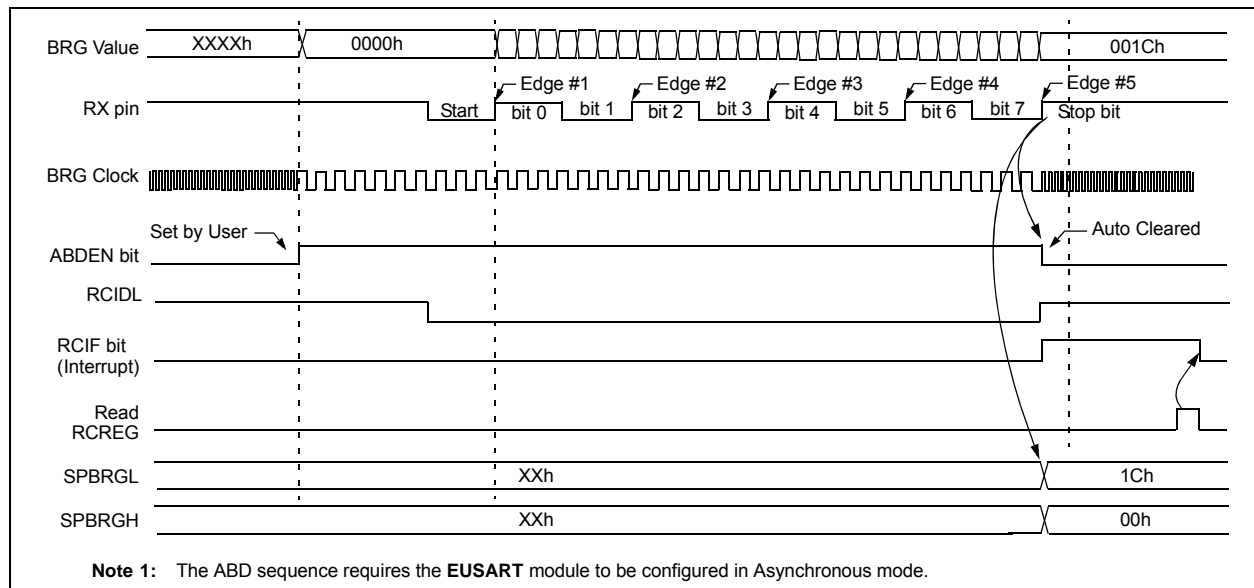 BRG Value XXXXh 0000h 001Ch
Edge #1 Edge #2 Edge #3 Edge #4 Edge #5
RX pin Start bit 0 bit 1 bit 2 bit 3 bit 4 bit 5 bit 6 bit 7 Stop bit
BRG Clock
Set by User Auto Cleared
ABDEN bit
RCIDL
RCIF bit
(Interrupt)
Read
RCREG
SPBRGL XXh 1Ch
SPBRGH XXh 00h
Note 1: The ABD sequence requires the EUSART module to be configured in Asynchronous mode.